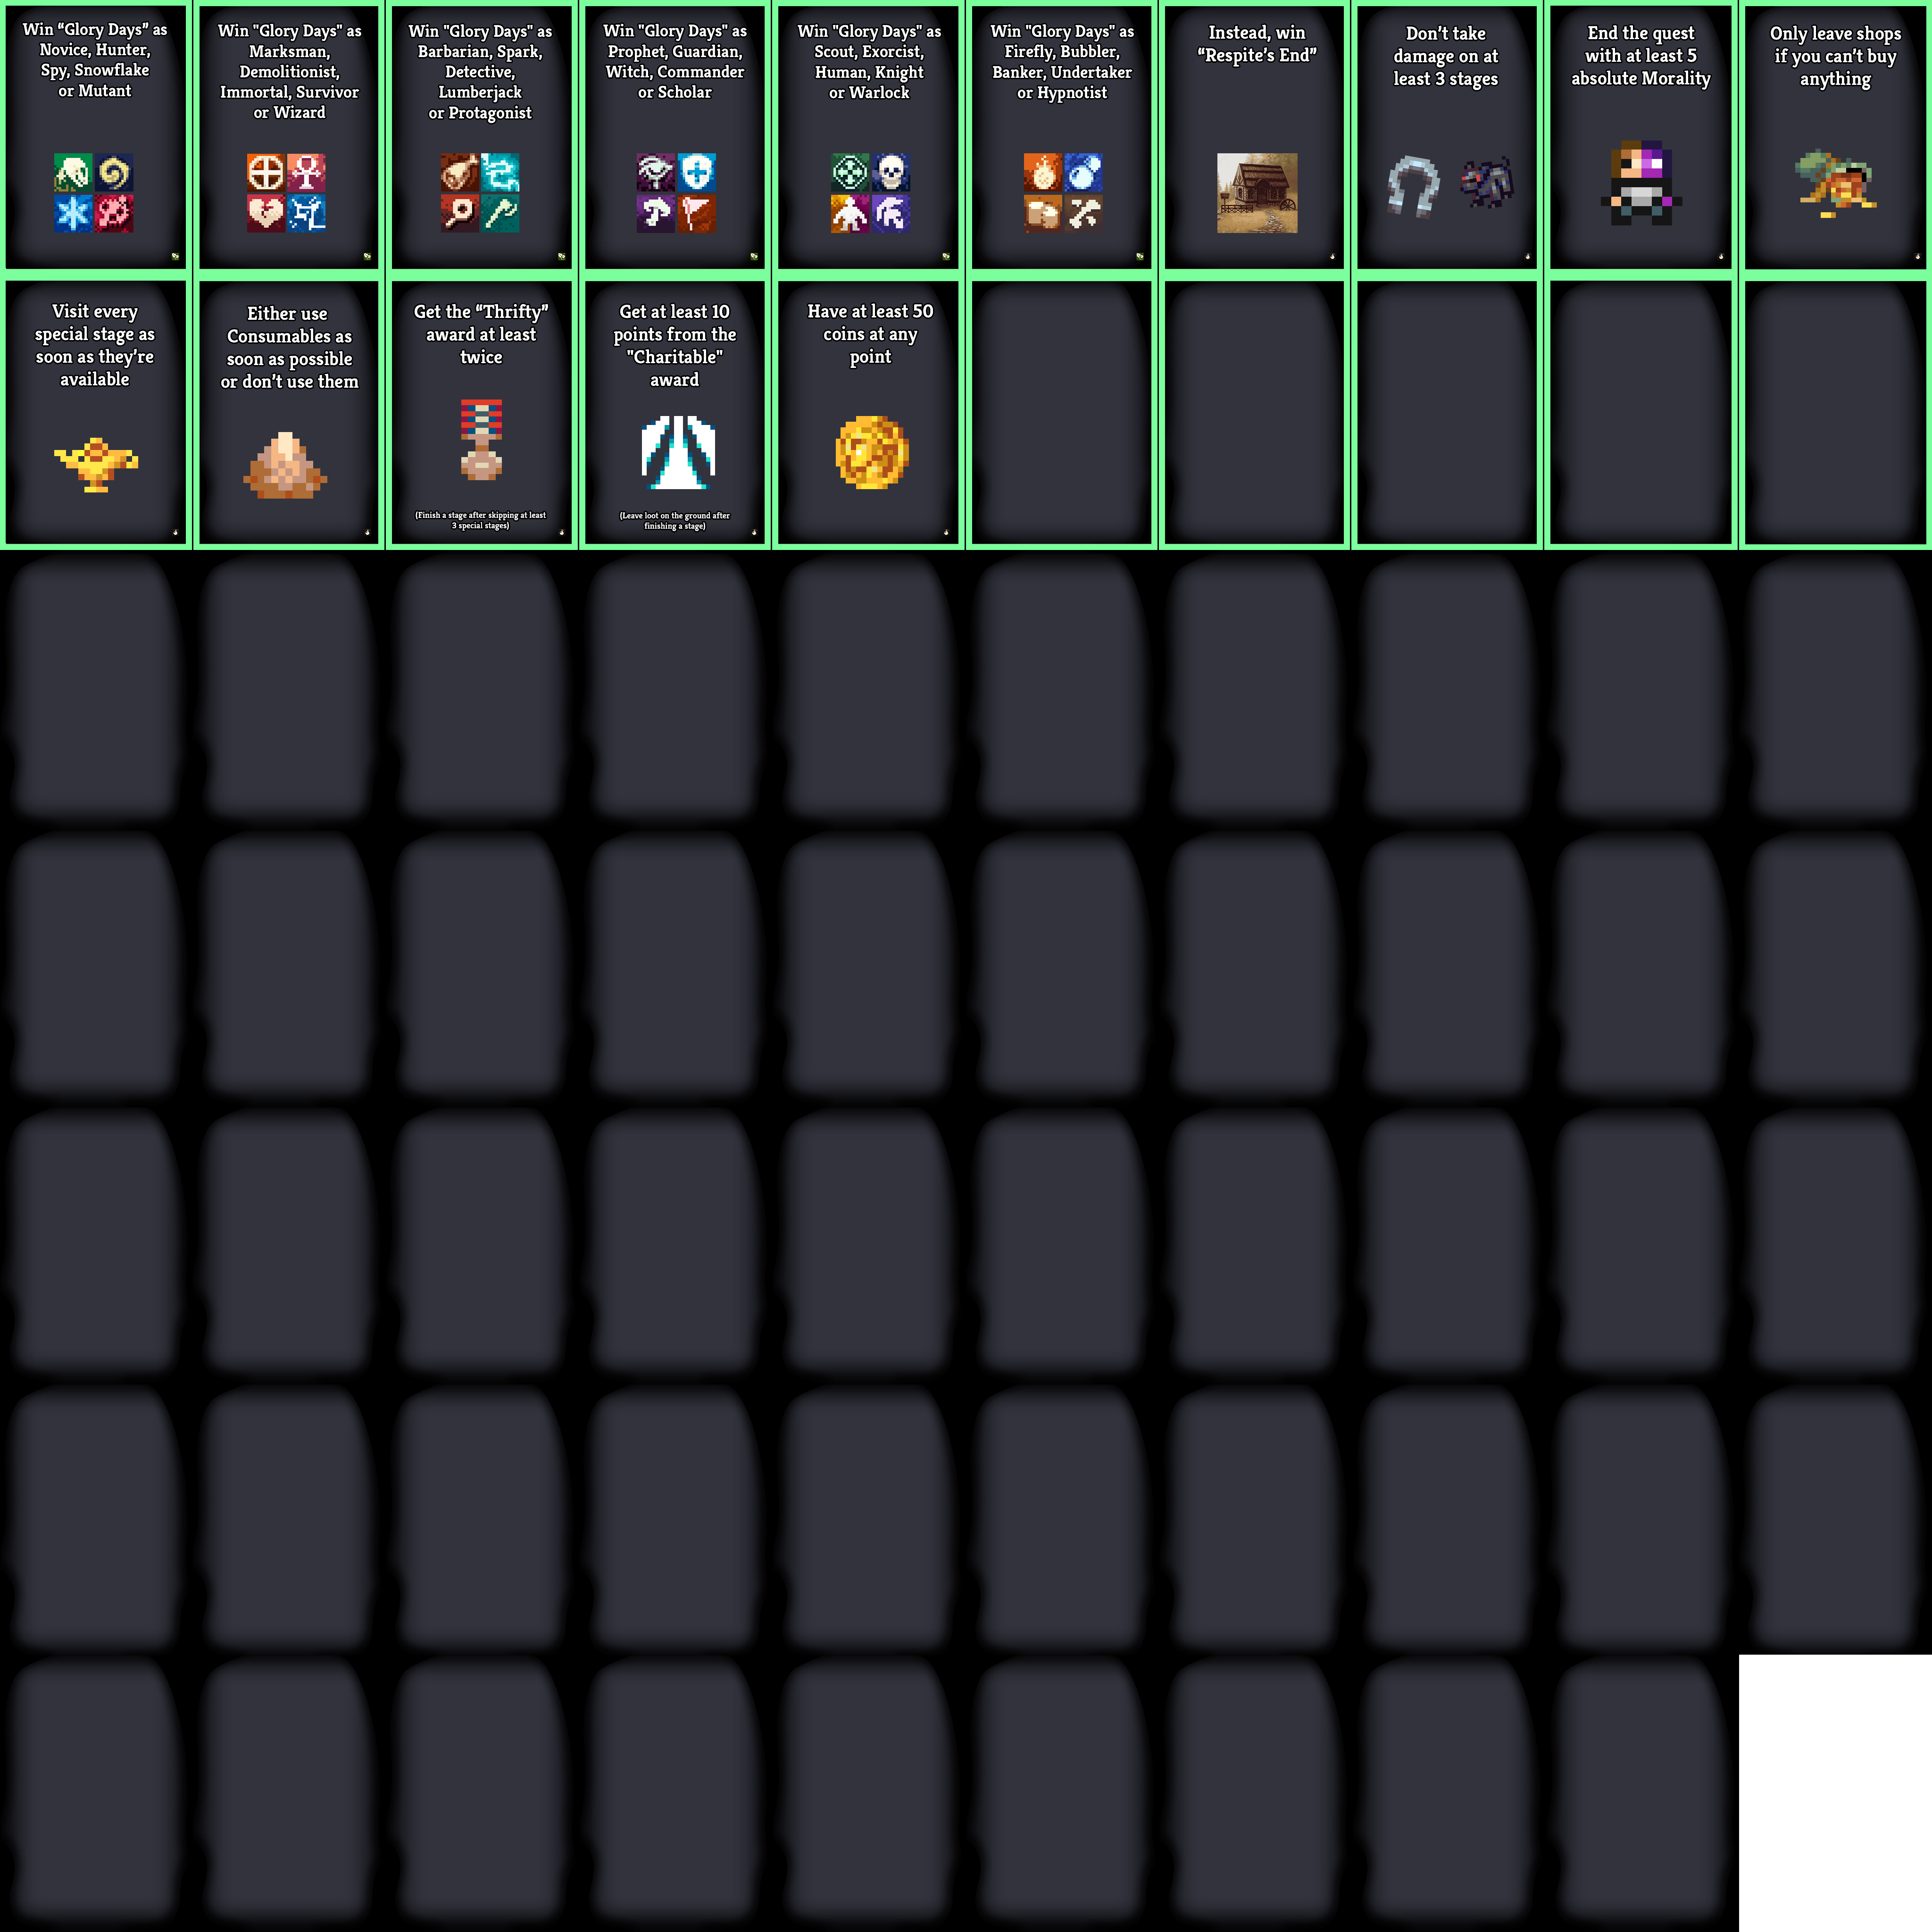 Win “Glory Days” as
Novice, Hunter,
Spy, Snowflake
or Mutant
Win "Glory Days" as
Marksman,
Demolitionist,
Immortal, Survivor
or Wizard
Win "Glory Days" as
Barbarian, Spark,
Detective,
Lumberjack
or Protagonist
Win "Glory Days" as
Prophet, Guardian,
Witch, Commander
or Scholar
Win "Glory Days" as
Scout, Exorcist,
Human, Knight
or Warlock
Win "Glory Days" as
Firefly, Bubbler,
Banker, Undertaker
or Hypnotist
Instead, win
“Respite’s End”
Don’t take
damage on at
least 3 stages
End the quest
with at least 5
absolute Morality
Only leave shops
if you can’t buy
anything
Visit every
special stage as
soon as they’re
available
Either use
Consumables as
soon as possible
or don’t use them
Get the “Thrifty”
award at least
twice
(Finish a stage after skipping at least
3 special stages)
Get at least 10
points from the
"Charitable"
award
(Leave loot on the ground after
finishing a stage)
Have at least 50
coins at any
point